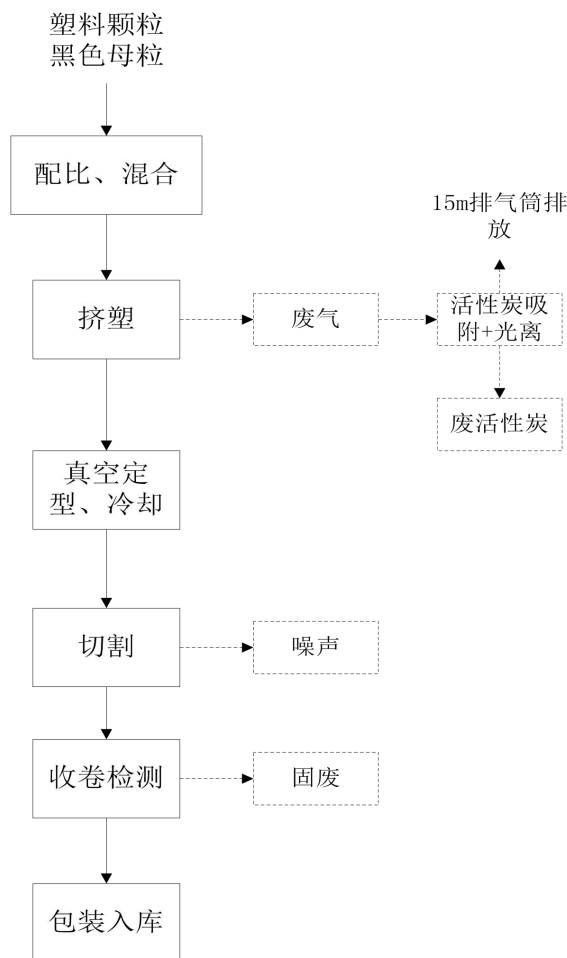 塑料颗粒
黑色母粒
配比、混合
15m排气筒排
放
挤塑
废气
活性炭吸
附+光离
废活性炭
真空定
型、冷却
切割
噪声
收卷检测
固废
包装入库